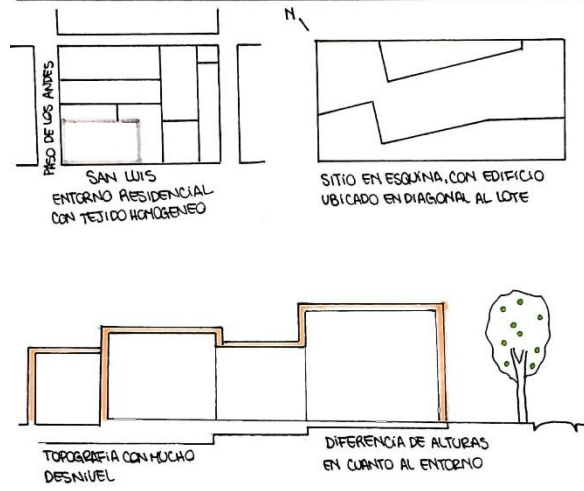 N
PASO DE LOS ANDES
SAN LUIS
ENTORNO RESIDENCIAL
CON TEJIDO HOMOGENEO
SITIO EN ESQUINA, CON EDIFICIO
UBICADO EN DIAGONAL AL LOTE
TOPOGRAFIA CON MUCHO
DESNIVEL
DIFERENCIA DE ALTURAS
EN CUANTO AL ENTORNO